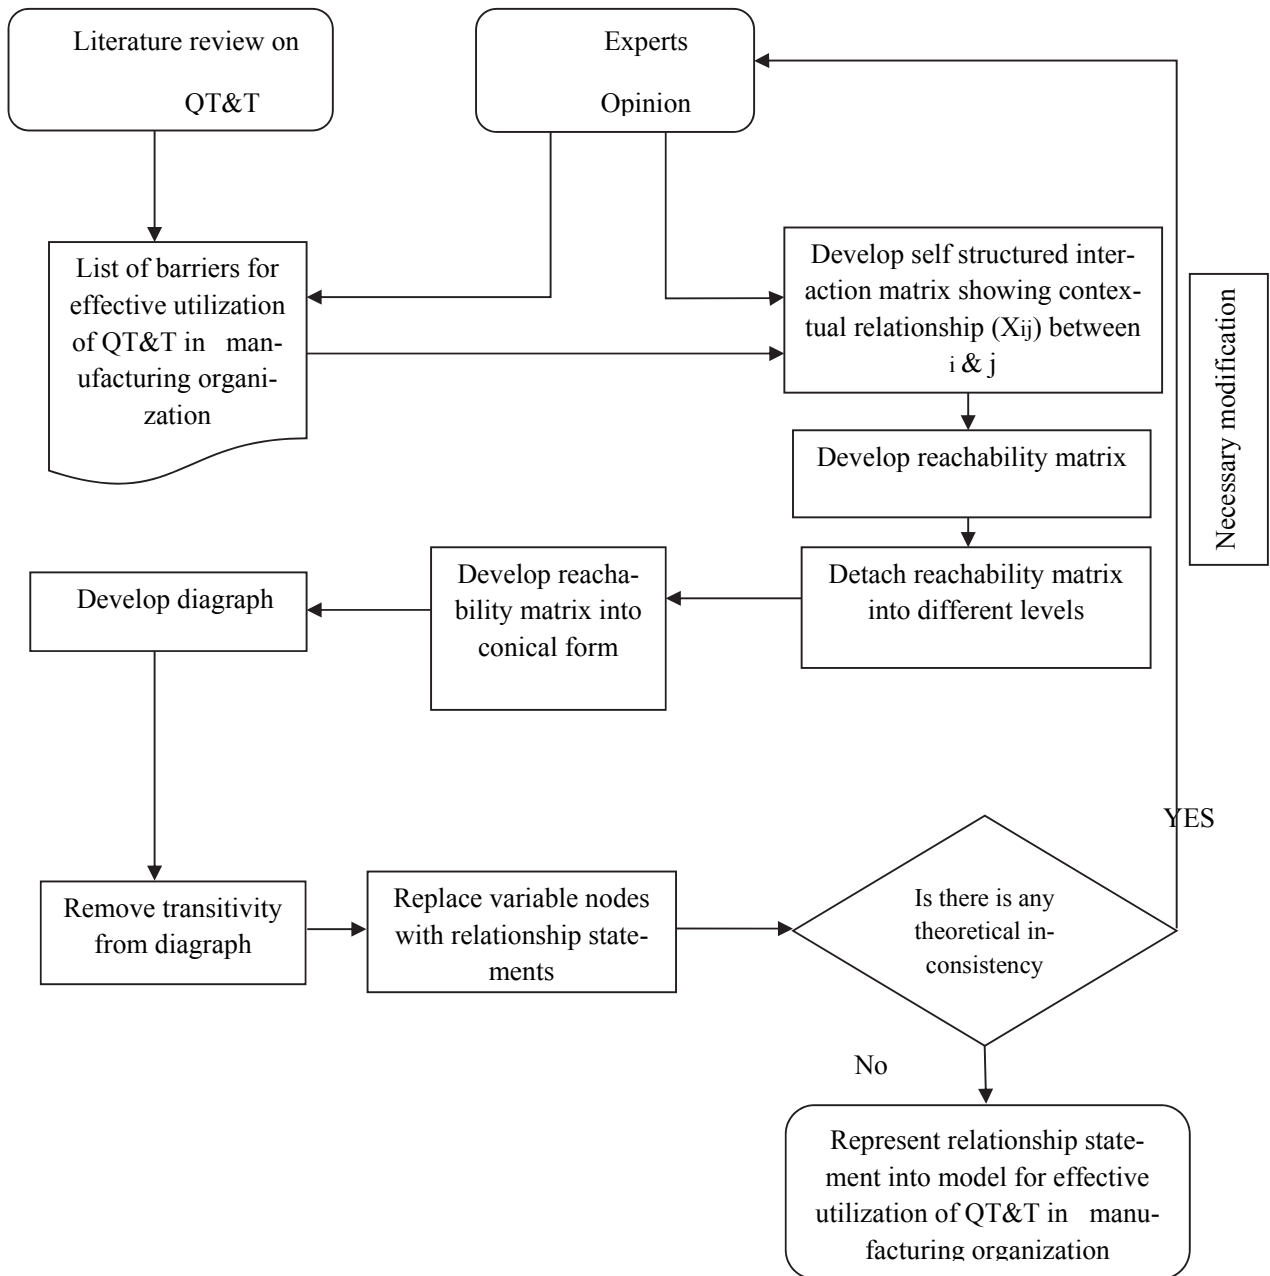 Literature review on
QT&T
Experts
Opinion
List of barriers for
effective utilization
of QT&T in man-
ufacturing organi-
zation
Develop self structured inter-
action matrix showing contex-
tual relationship (Xij) between
i & j
Necessary modification
Develop reachability matrix
Detach reachability matrix
into different levels
Develop reacha-
bility matrix into
conical form
Develop diagraph
Remove transitivity
from diagraph
Replace variable nodes
with relationship state-
ments
Is there is any
theoretical in-
consistency
YES
No
Represent relationship state-
ment into model for effective
utilization of QT&T in manu-
facturing organization